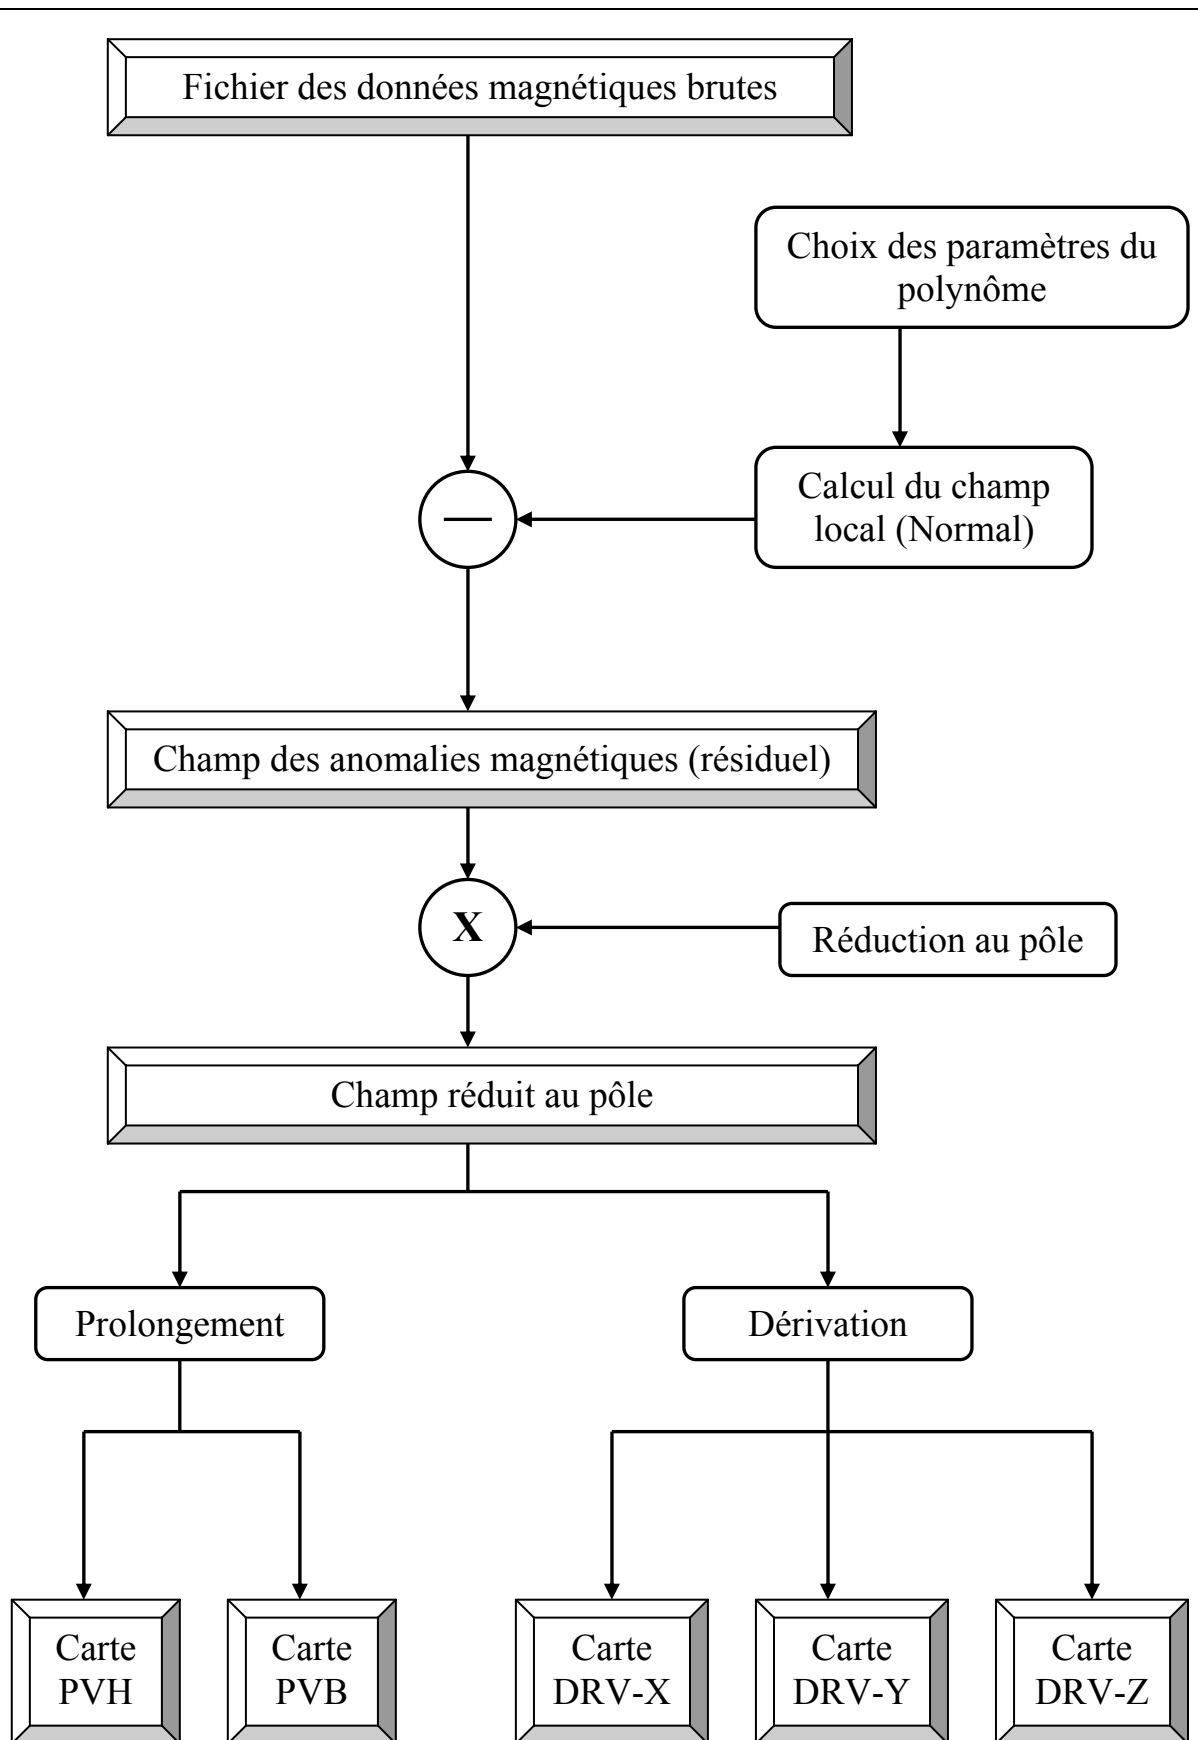 Fichier des données magnétiques brutes
Choix des paramètres du
polynôme
Calcul du champ
local (Normal)
—
Champ des anomalies magnétiques (résiduel)
X
Réduction au pôle
Champ réduit au pôle
Prolongement
Dérivation
Carte
PVH
Carte
PVB
Carte
DRV-X
Carte
DRV-Y
Carte
DRV-Z